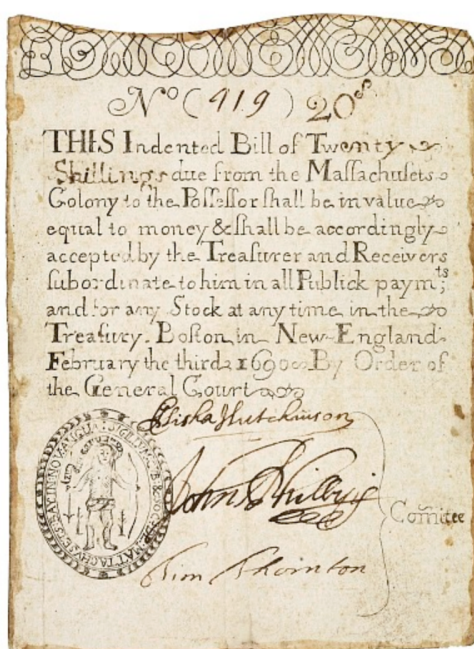 No (919) 20s
THIS Indented Bill of Twenty
Shillings due from the Maſſachuſets
Colony to the Poſſeſſor ſhall be in value
equal to money & ſhall be accordingly
accepted by the Treaſurer and Receivers
ſubordinate to him in all Publick paymts;
and for any Stock at any time in the
Treaſury. Boſton in New-England
February the third 1690. By Order of
the General Court
Elisha Hutchinson
John Phillips
Tim Thornton
Comitee